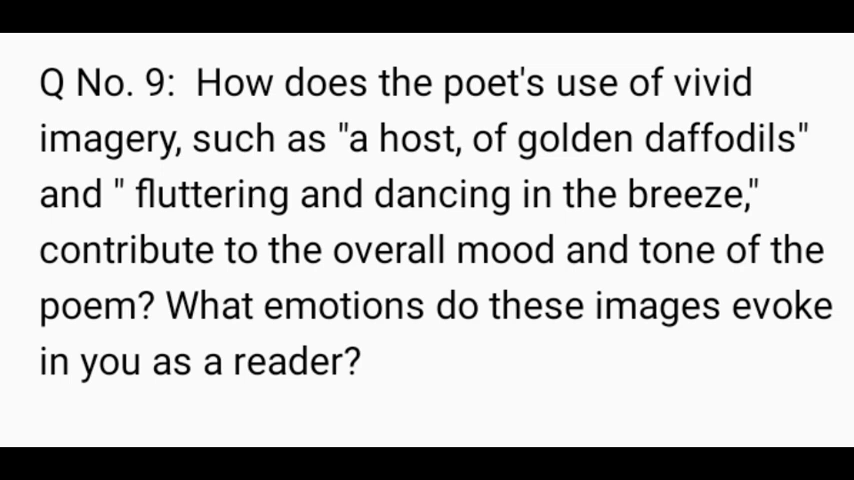 Q No. 9:  How does the poet's use of vivid
imagery, such as "a host, of golden daffodils"
and " fluttering and dancing in the breeze,"
contribute to the overall mood and tone of the
poem? What emotions do these images evoke
in you as a reader?